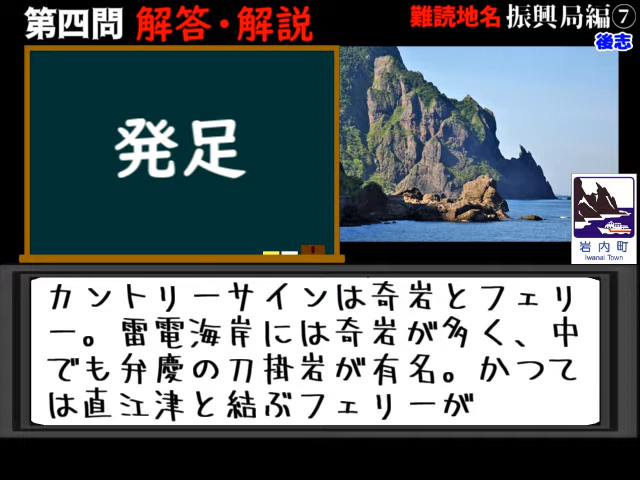 第四問 解答・解説
難読地名 振興局編⑦
後志
発足
岩内町
Iwanai Town
カントリーサインは奇岩とフェリ
ー。雷電海岸には奇岩が多く、中
でも弁慶の刀掛岩が有名。かつて
は直江津と結ぶフェリーが